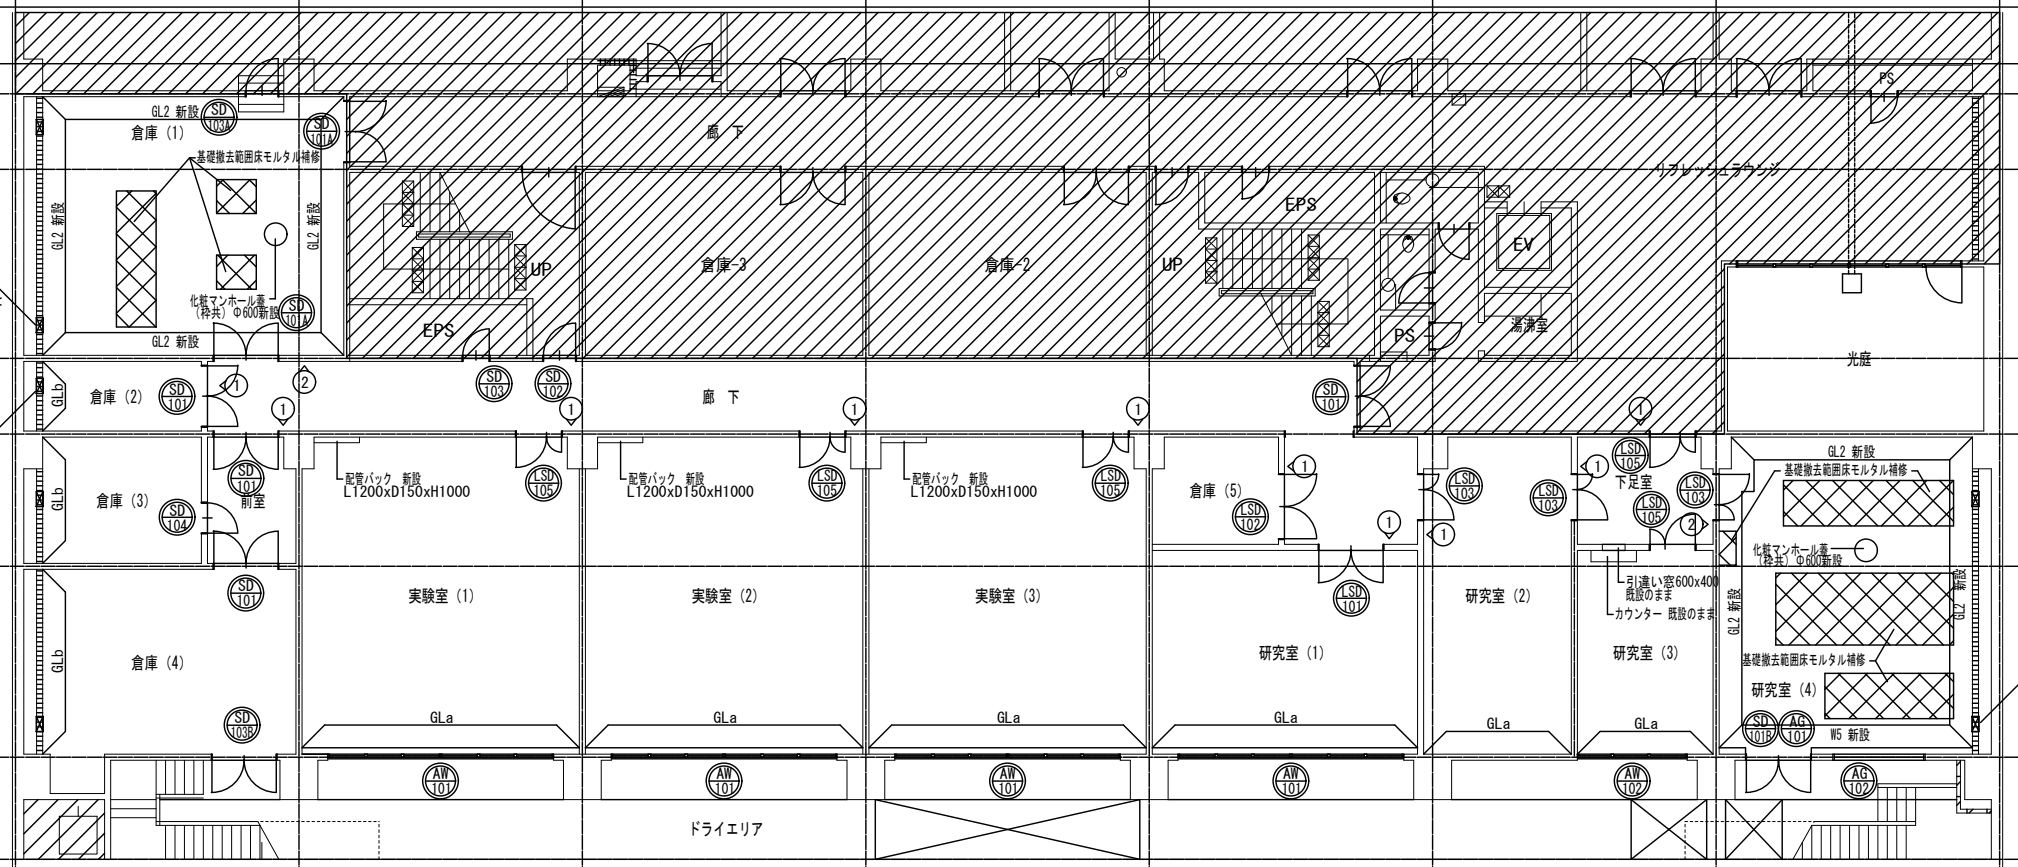 PS
GL2 新設
SD
103A
倉庫 (1)
SD
101A
廊 下
基礎撤去範囲床モルタル補修
リフレッシュラウンジ
GL2 新設
GL2 新設
EPS
EV
UP
倉庫-3
倉庫-2
UP
化粧マンホール蓋
(枠共) Φ600新設
SD
101A
EPS
PS
湯沸室
GL2 新設
光庭
GLb
倉庫 (2)
SD
101
1
2
SD
103
SD
102
廊 下
SD
101
1
1
1
1
1
GL2 新設
GLb
倉庫 (3)
SD
104
SD
101
前室
配管パック 新設
L1200xD150xH1000
LSD
105
配管パック 新設
L1200xD150xH1000
LSD
105
配管パック 新設
L1200xD150xH1000
LSD
105
倉庫 (5)
LSD
102
1
1
1
LSD
103
LSD
103
1
LSD
105
下足室
LSD
105
LSD
103
2
基礎撤去範囲床モルタル補修
化粧マンホール蓋
(枠共) Φ600新設
SD
101
実験室 (1)
実験室 (2)
実験室 (3)
LSD
101
研究室 (2)
引違い窓600x400
既設のまま
カウンター 既設のまま
GL2 新設
GL2 新設
GLb
倉庫 (4)
研究室 (1)
研究室 (3)
基礎撤去範囲床モルタル補修
研究室 (4)
SD
103B
GLa
GLa
GLa
GLa
GLa
GLa
SD
101B
AG
101
W5 新設
AW
101
AW
101
AW
101
AW
101
AW
102
AG
102
ドライエリア